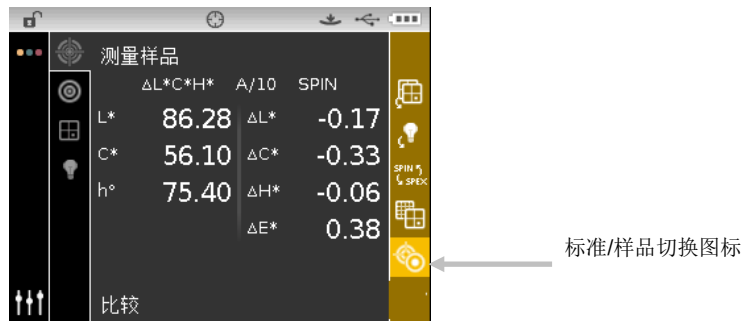 测量样品
ΔL*C*H* A/10 SPIN
L* 86.28 ΔL* -0.17
C* 56.10 ΔC* -0.33
h° 75.40 ΔH* -0.06
ΔE* 0.38
SPIN
SPEX
标准/样品切换图标
比较